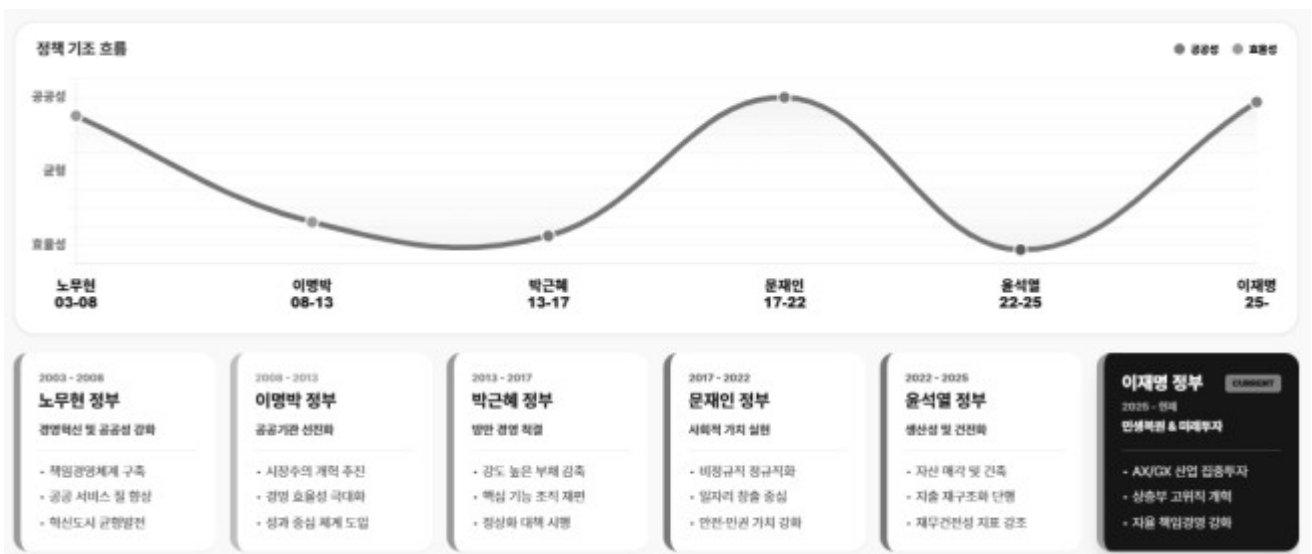 정책 기조 흐름
공공성 효율성
공공성
균형
효율성
노무현 이명박 박근혜 문재인 윤석열 이재명
03-08 08-13 13-17 17-22 22-25 25-
2003 - 2008
노무현 정부
경영혁신 및 공공성 강화
• 책임경영체계 구축
• 공공 서비스 질 향상
• 혁신도시 균형발전
2008 - 2013
이명박 정부
공공기관 선진화
• 시장주의 개혁 추진
• 경영 효율성 극대화
• 성과 중심 체계 도입
2013 - 2017
박근혜 정부
방만 경영 척결
• 강도 높은 부채 감축
• 핵심 기능 조직 재편
• 정상화 대책 시행
2017 - 2022
문재인 정부
사회적 가치 실현
• 비정규직 정규직화
• 일자리 창출 중심
• 안전·인권 가치 강화
2022 - 2025
윤석열 정부
생산성 및 건전화
• 자산 매각 및 긴축
• 지출 재구조화 단행
• 재무건전성 지표 강조
이재명 정부 CURRENT
2025 - 현재
민생복원 & 미래투자
• AX/GX 산업 집중투자
• 상층부 고위직 개혁
• 자율 책임경영 강화